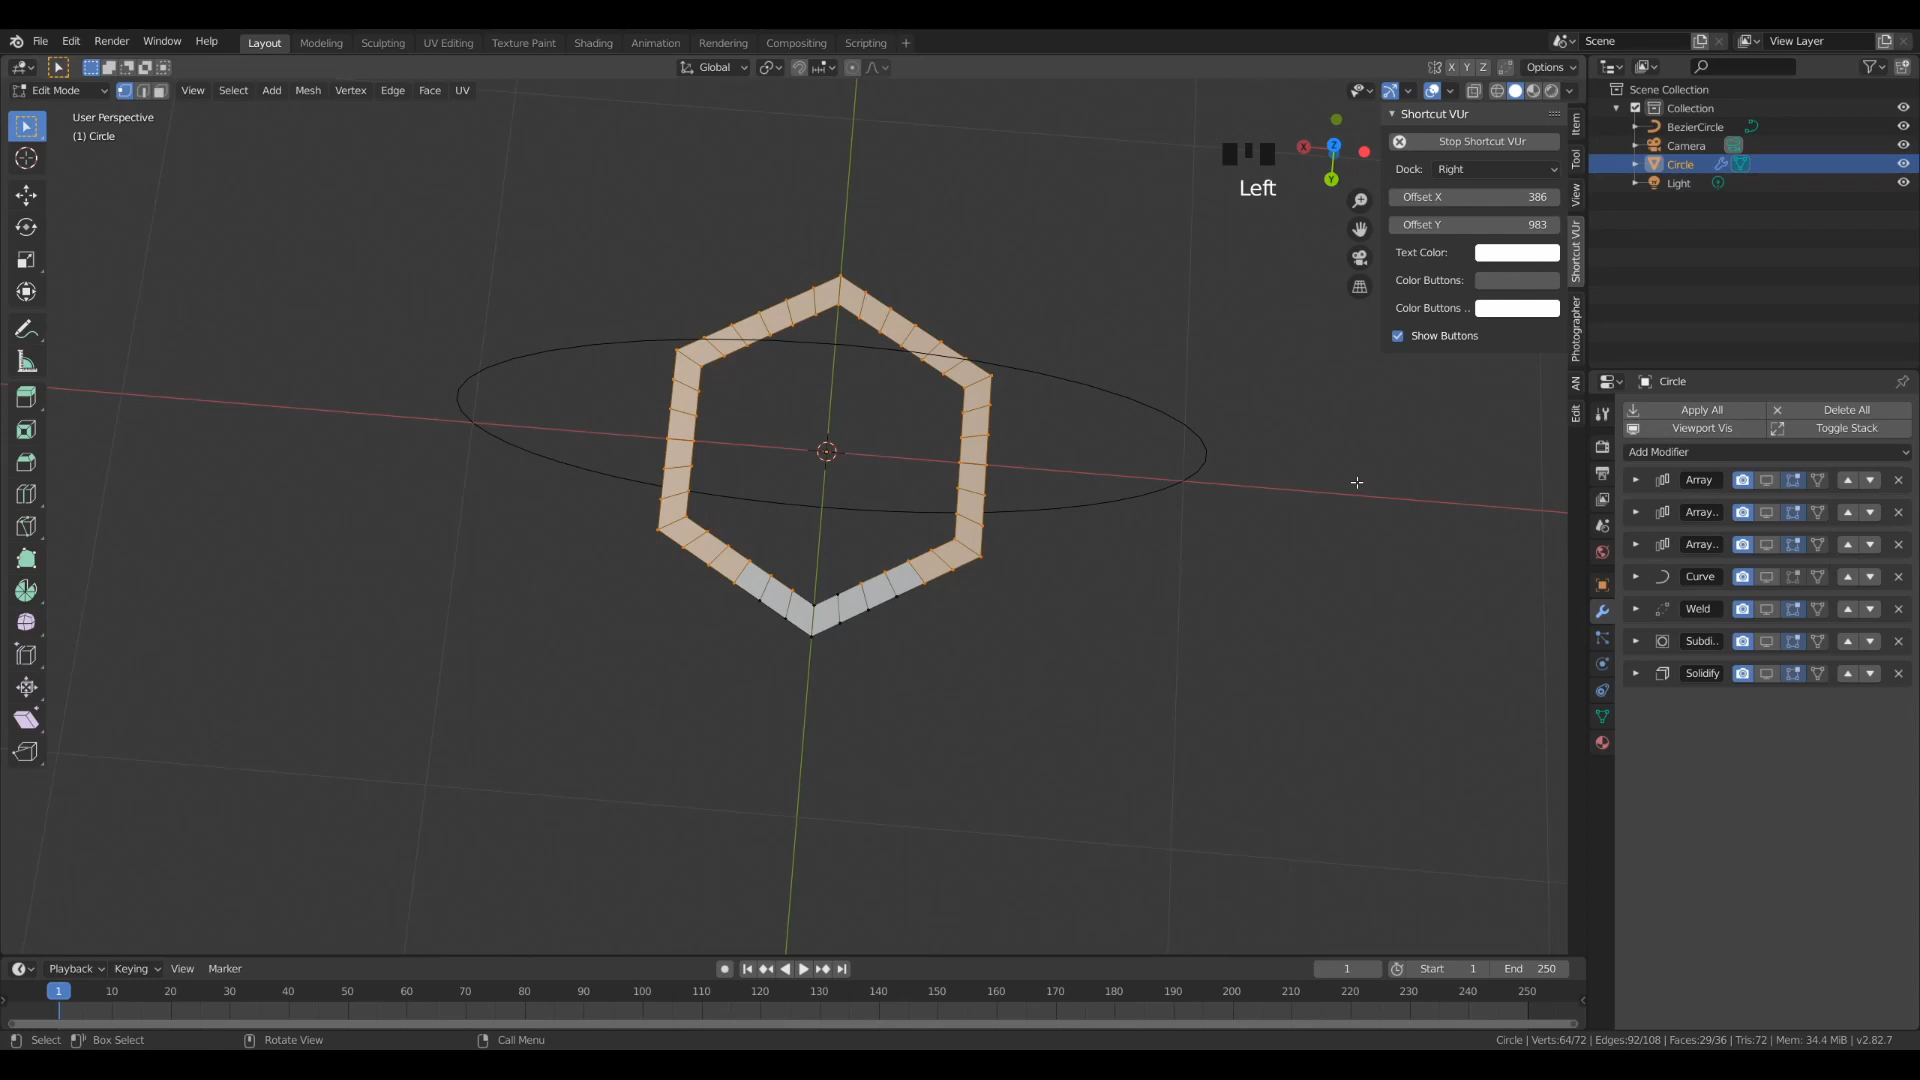 File Edit Render Window Help Layout Modeling Sculpting UV Editing Texture Paint Shading Animation Rendering Compositing Scripting + Scene View Layer
Global X Y Z Options
Edit Mode View Select Add Mesh Vertex Edge Face UV
User Perspective
(1) Circle
Left
X Z Y
Shortcut VUr
Stop Shortcut VUr
Dock: Right
Offset X 386
Offset Y 983
Text Color:
Color Buttons:
Color Buttons ..
Show Buttons
Item
Tool
View
Shortcut VUr
Photographer
AN
Edit
Scene Collection
Collection
BezierCircle
Camera
Circle
Light
Circle
Apply All Delete All
Viewport Vis Toggle Stack
Add Modifier
Array
Array..
Array..
Curve
Weld
Subdi..
Solidify
Playback Keying View Marker 1 Start 1 End 250
1 10 20 30 40 50 60 70 80 90 100 110 120 130 140 150 160 170 180 190 200 210 220 230 240 250
Select Box Select Rotate View Call Menu Circle | Verts:64/72 | Edges:92/108 | Faces:29/36 | Tris:72 | Mem: 34.4 MiB | v2.82.7